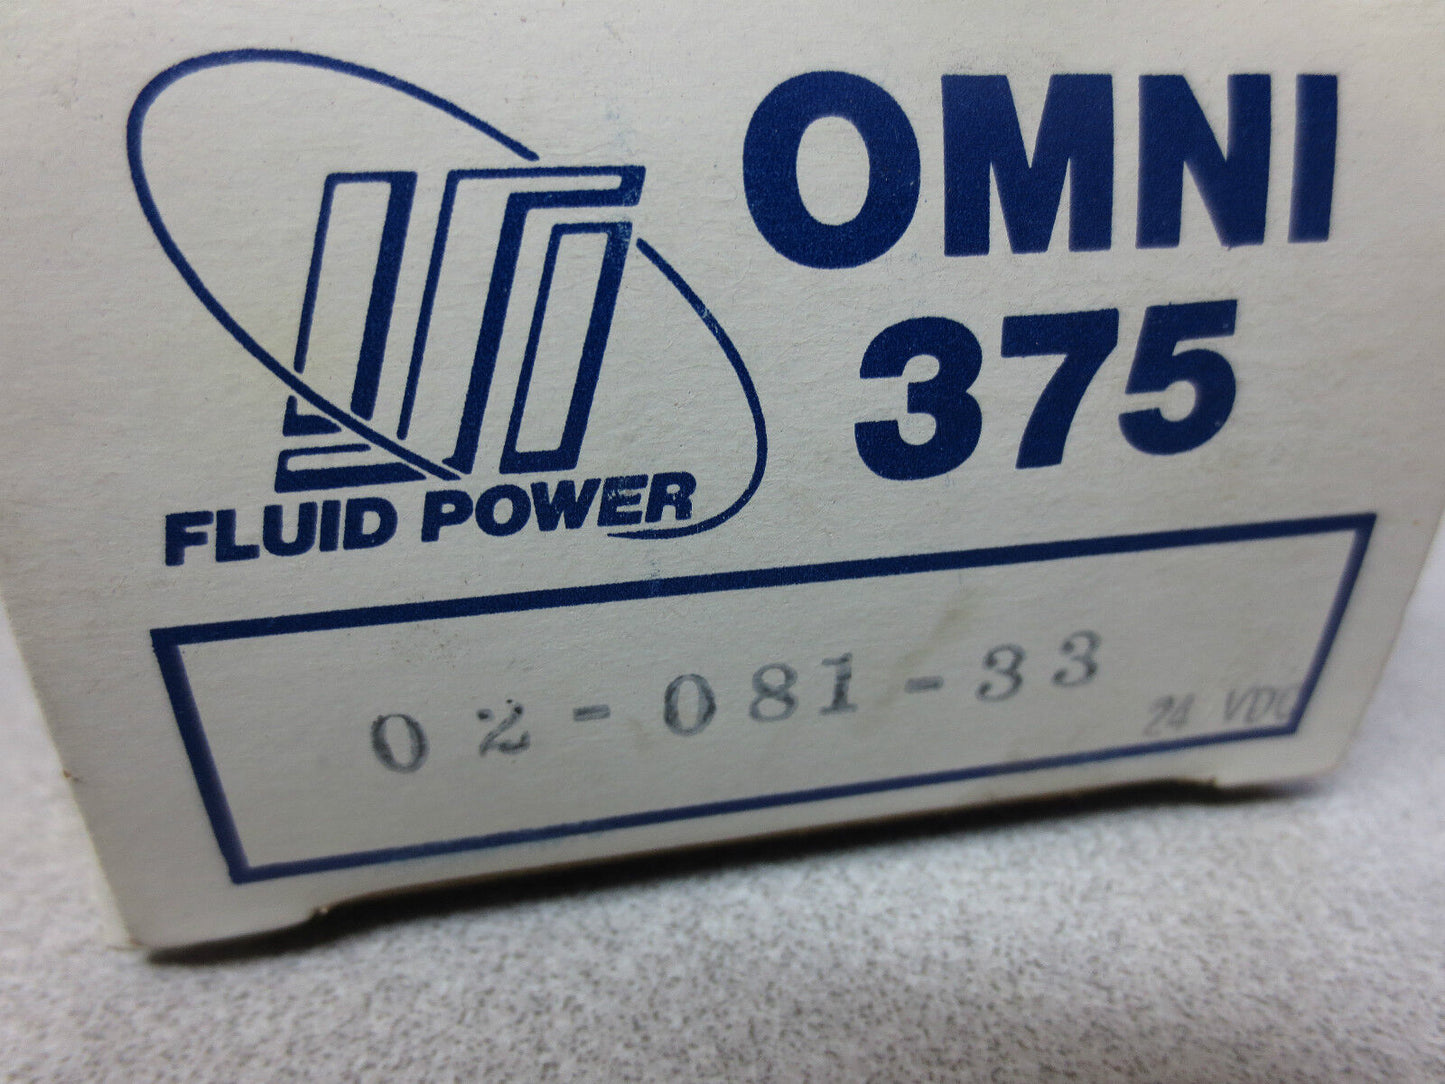 OMNI
375
FLUID POWER
02-081-33
24 VDC